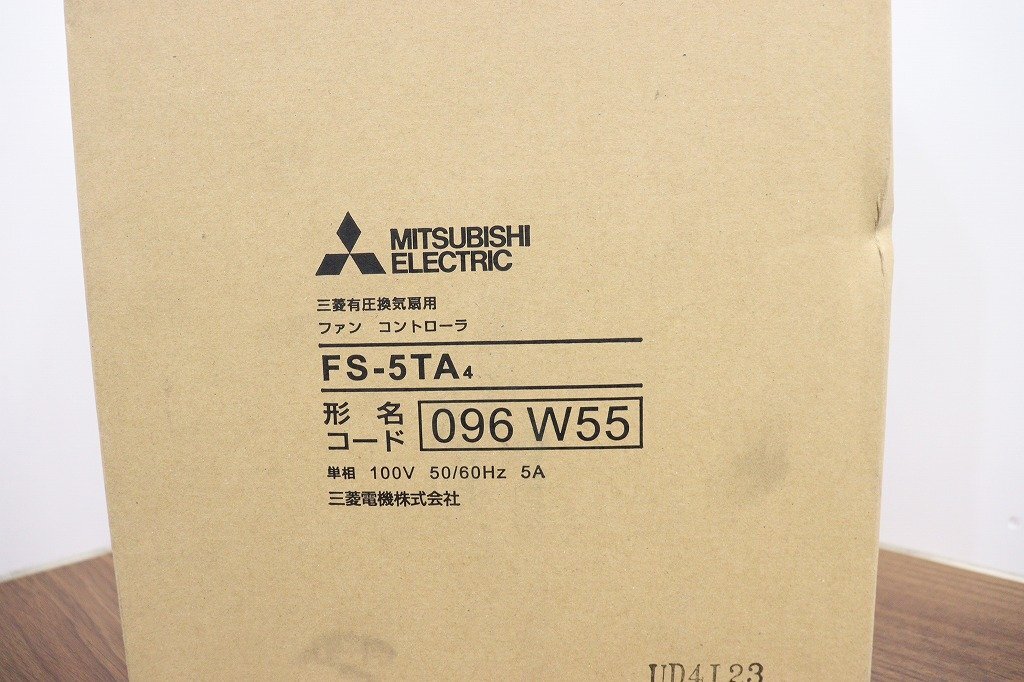 MITSUBISHI
ELECTRIC
三菱有圧換気扇用
ファン コントローラ
FS-5TA4
形名
コード 096 W55
単相 100V 50/60Hz 5A
三菱電機株式会社